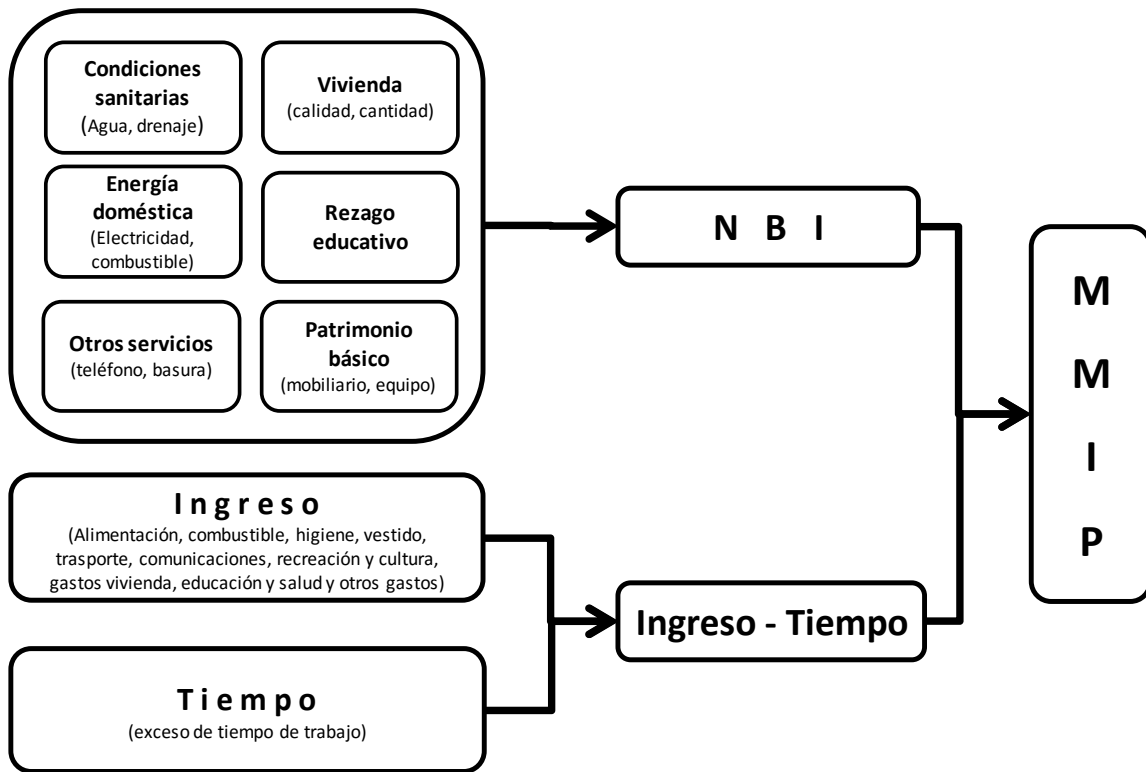 Condiciones
sanitarias
(Agua, drenaje)
Vivienda
(calidad, cantidad)
Energía
doméstica
(Electricidad,
combustible)
Rezago
educativo
Otros servicios
(teléfono, basura)
Patrimonio
básico
(mobiliario, equipo)
N B I
M
M
I
P
Ingreso
(Alimentación, combustible, higiene, vestido,
trasporte, comunicaciones, recreación y cultura,
gastos vivienda, educación y salud y otros gastos)
Ingreso - Tiempo
Tiempo
(exceso de tiempo de trabajo)